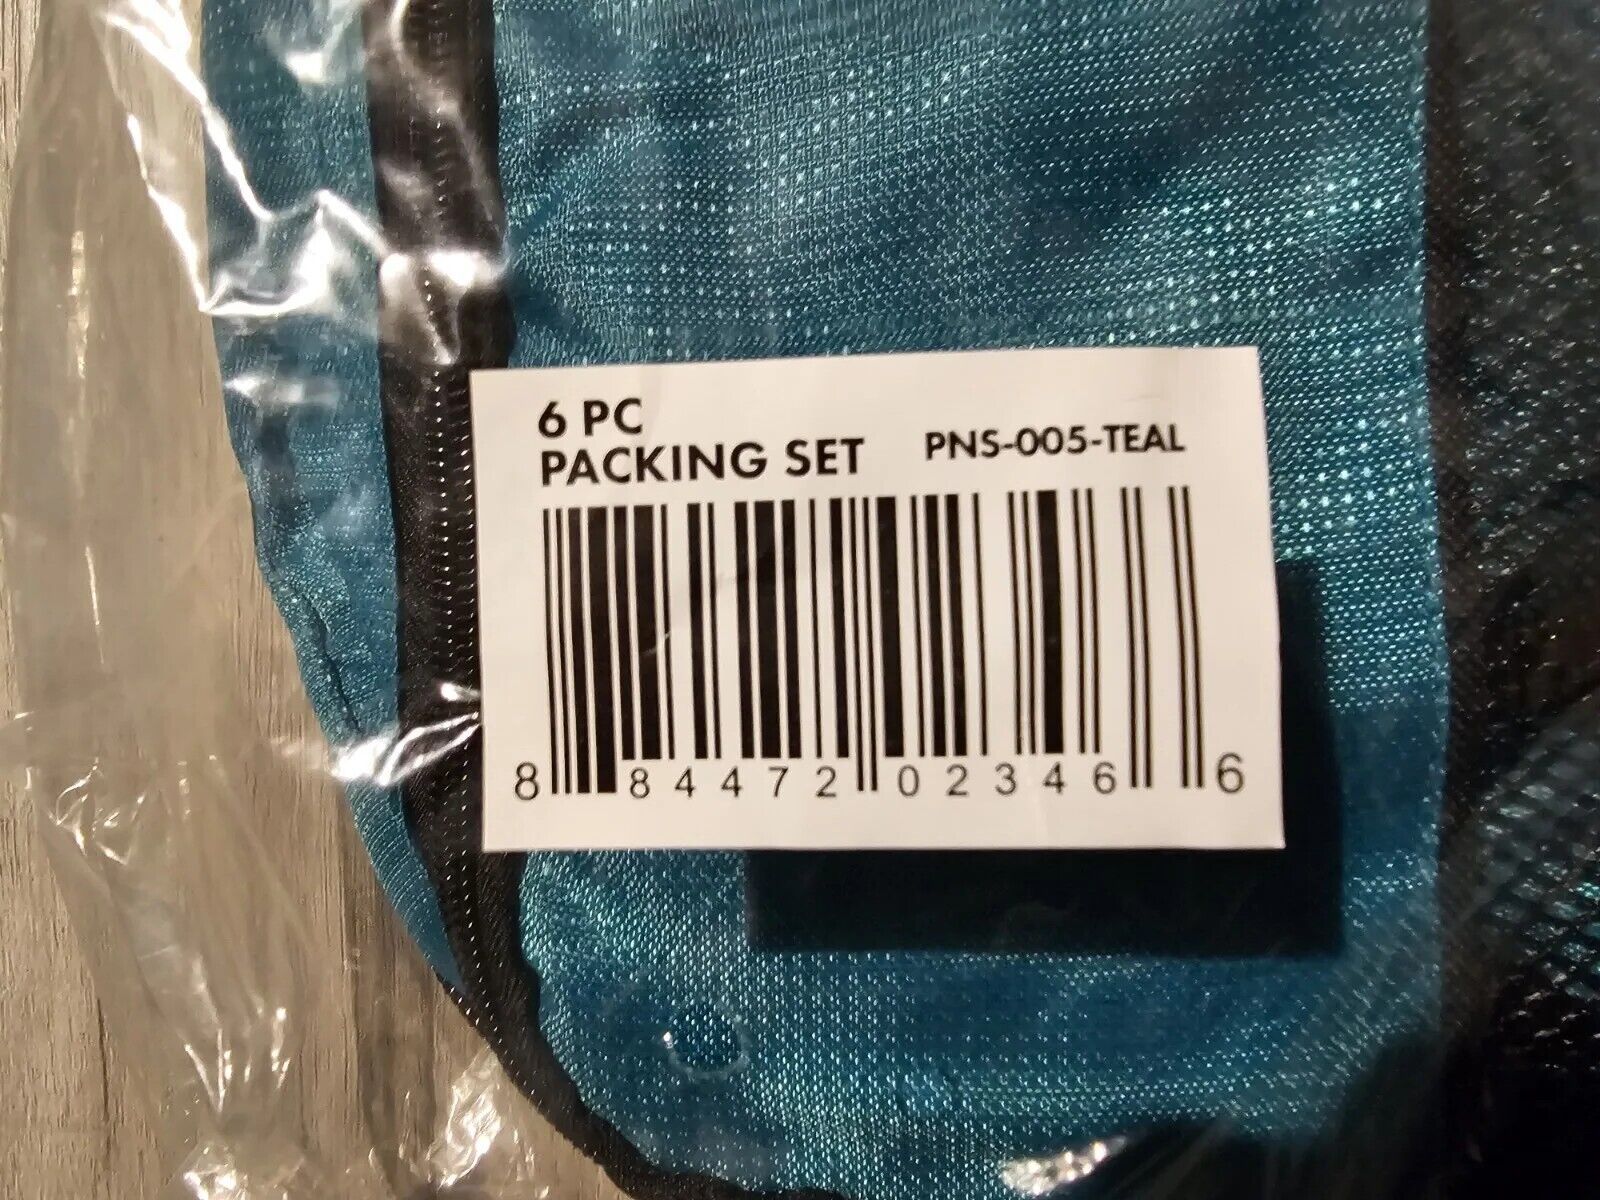 6 PC
PACKING SET PNS-005-TEAL
8 84472 02346 6